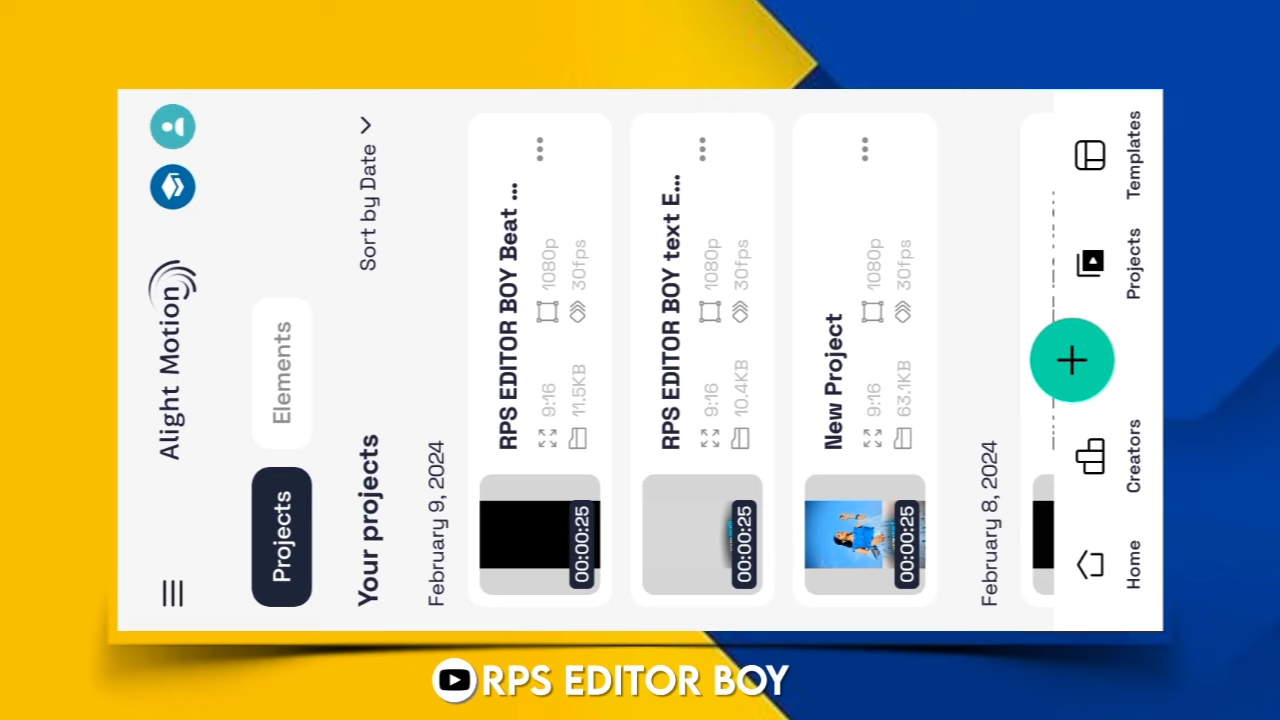 Alight Motion
Projects
Elements
Your projects
Sort by Date
February 9, 2024
00:00:25
RPS EDITOR BOY Beat ...
9:16
1080p
11.5KB
30fps
00:00:25
RPS EDITOR BOY text E...
9:16
1080p
10.4KB
30fps
00:00:25
New Project
9:16
1080p
63.1KB
30fps
February 8, 2024
Home
Creators
Projects
Templates
RPS EDITOR BOY